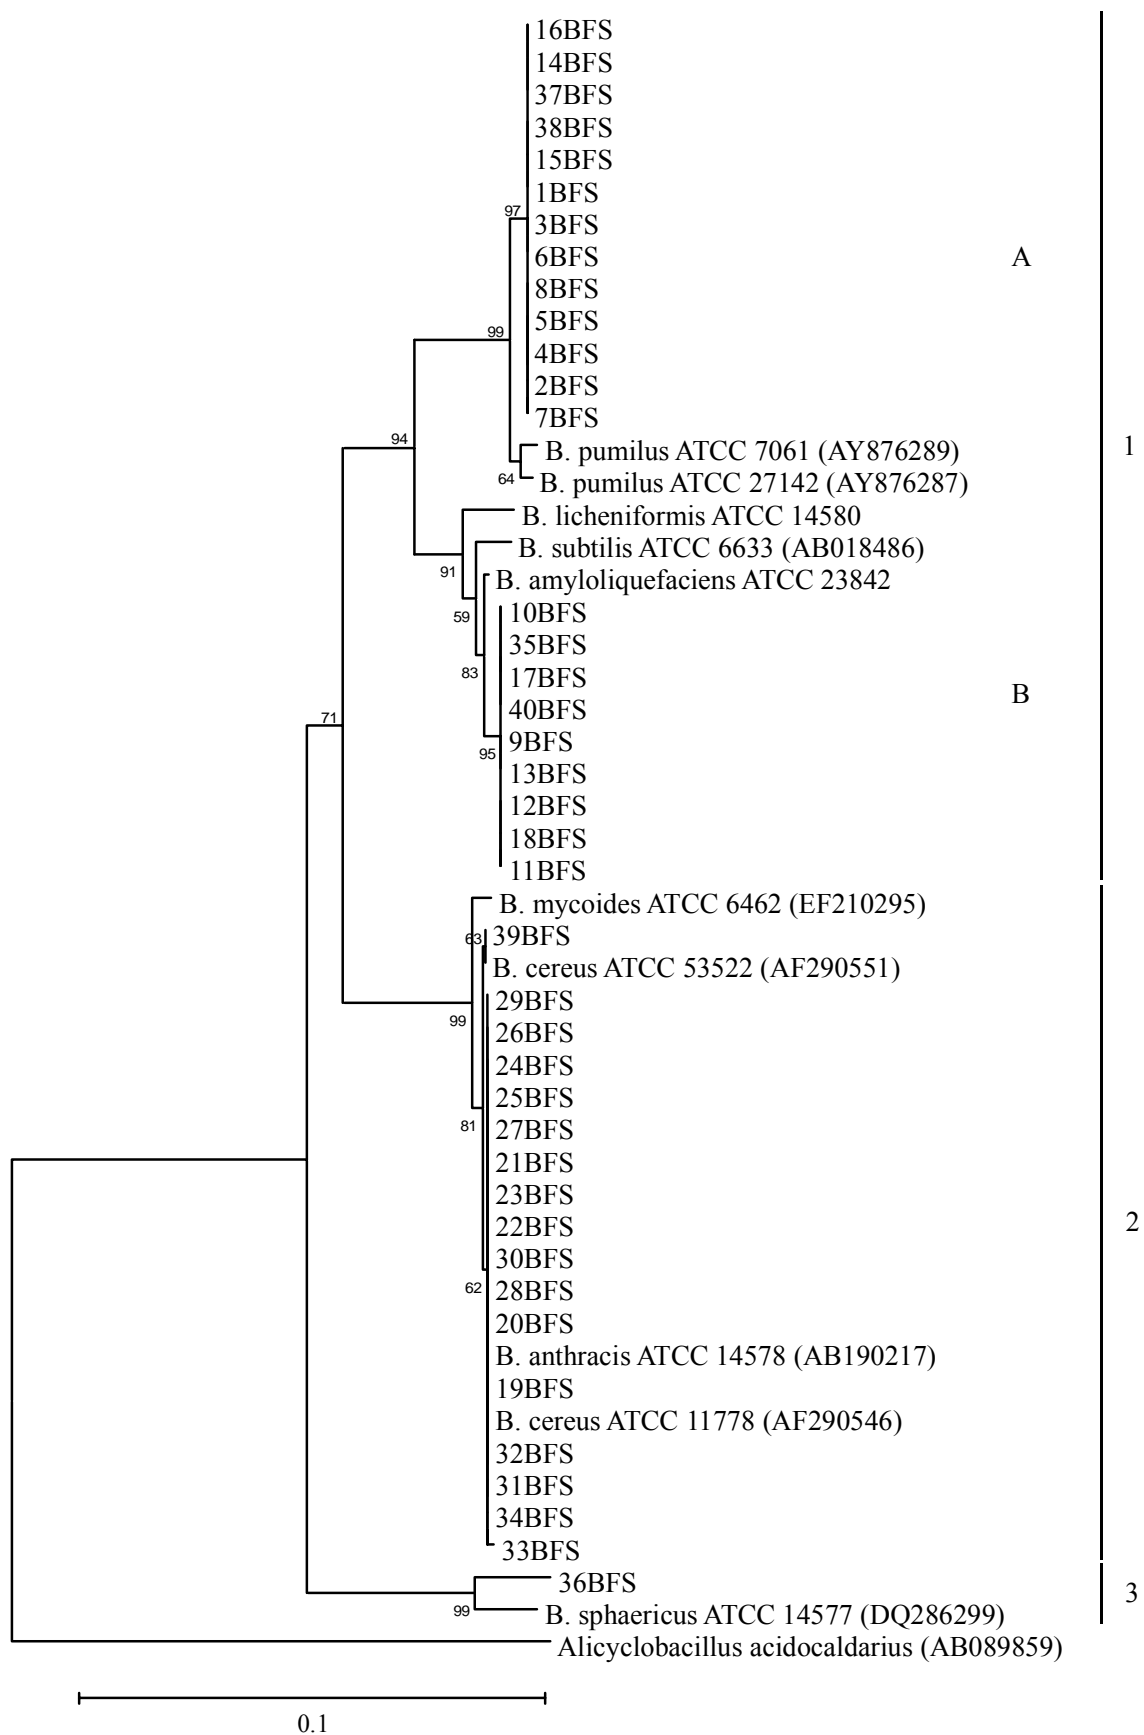 16BFS
14BFS
37BFS
38BFS
15BFS
1BFS
97
3BFS
6BFS
A
8BFS
5BFS
99
4BFS
2BFS
7BFS
94
1
B. pumilus ATCC 7061 (AY876289)
64
B. pumilus ATCC 27142 (AY876287)
B. licheniformis ATCC 14580
B. subtilis ATCC 6633 (AB018486)
91
B. amyloliquefaciens ATCC 23842
10BFS
59
35BFS
83
17BFS
B
40BFS
71
9BFS
95
13BFS
12BFS
18BFS
11BFS
B. mycoides ATCC 6462 (EF210295)
63
39BFS
B. cereus ATCC 53522 (AF290551)
29BFS
99
26BFS
24BFS
25BFS
81
27BFS
21BFS
23BFS
2
22BFS
30BFS
62
28BFS
20BFS
B. anthracis ATCC 14578 (AB190217)
19BFS
B. cereus ATCC 11778 (AF290546)
32BFS
31BFS
34BFS
33BFS
36BFS
3
99
B. sphaericus ATCC 14577 (DQ286299)
Alicyclobacillus acidocaldarius (AB089859)
0.1